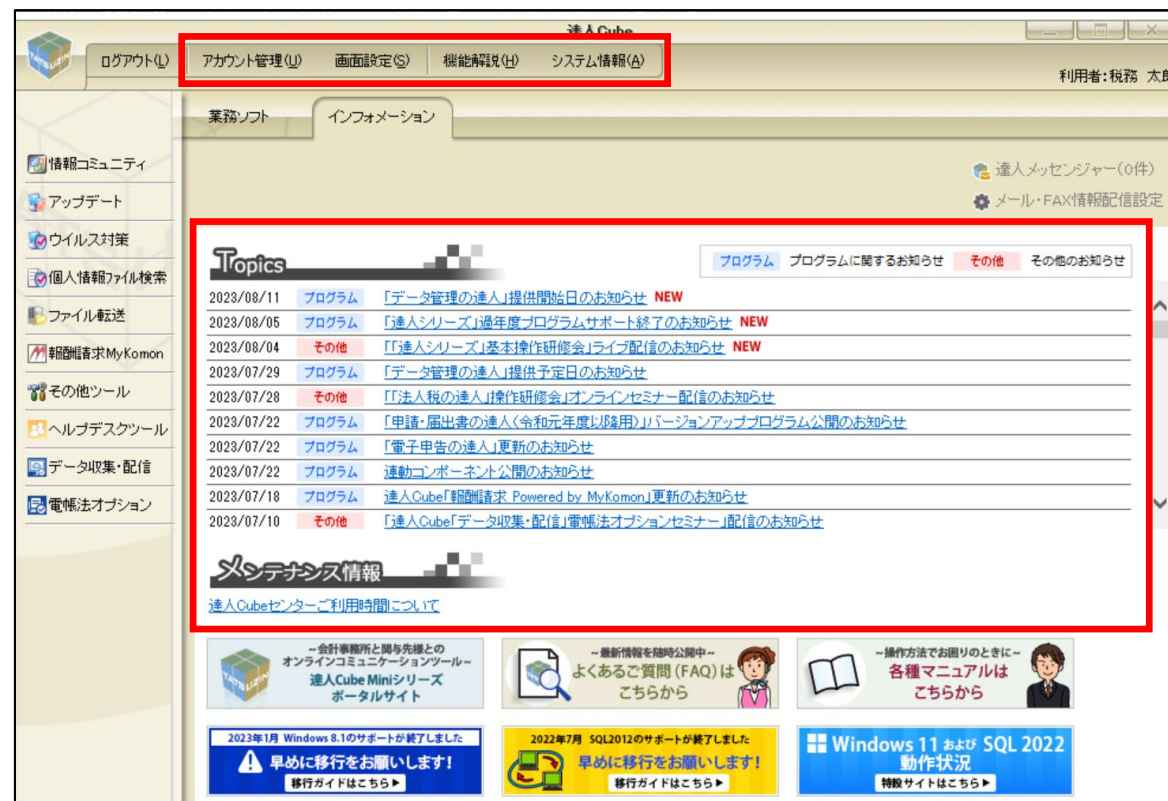 達人Cube
TATSUZIN
ログアウト(L) アカウント管理(U) 画面設定(S) 機能解説(H) システム情報(A)
利用者:税務 太郎
業務ソフト インフォメーション
達人メッセンジャー(0件)
メール・FAX情報配信設定
情報コミュニティ
アップデート
ウイルス対策
個人情報ファイル検索
ファイル転送
報酬請求MyKomon
その他ツール
ヘルプデスクツール
データ収集・配信
電帳法オプション
Topics
プログラム プログラムに関するお知らせ その他 その他のお知らせ
2023/08/11 プログラム 「データ管理の達人」提供開始日のお知らせ NEW
2023/08/05 プログラム 「達人シリーズ」過年度プログラムサポート終了のお知らせ NEW
2023/08/04 その他 「「達人シリーズ」基本操作研修会」ライブ配信のお知らせ NEW
2023/07/29 プログラム 「データ管理の達人」提供予定日のお知らせ
2023/07/28 その他 「「法人税の達人」操作研修会」オンラインセミナー配信のお知らせ
2023/07/22 プログラム 「申請・届出書の達人(令和元年度以降用)」バージョンアッププログラム公開のお知らせ
2023/07/22 プログラム 「電子申告の達人」更新のお知らせ
2023/07/22 プログラム 連動コンポーネント公開のお知らせ
2023/07/18 プログラム 達人Cube「報酬請求 Powered by MyKomon」更新のお知らせ
2023/07/10 その他 「達人Cube「データ収集・配信」電帳法オプションセミナー」配信のお知らせ
メンテナンス情報
達人Cubeセンターご利用時間について
TATSUZIN
~会計事務所と関与先様との
オンラインコミュニケーションツール~
達人Cube Miniシリーズ
ポータルサイト
~最新情報を随時公開中~
よくあるご質問(FAQ)は
こちらから
~操作方法でお困りのときに~
各種マニュアルは
こちらから
2023年1月 Windows 8.1のサポートが終了しました
早めに移行をお願いします!
移行ガイドはこちら▶
2022年7月 SQL2012のサポートが終了しました
早めに移行をお願いします!
移行ガイドはこちら▶
Windows 11 および SQL 2022
動作状況
特設サイトはこちら▶